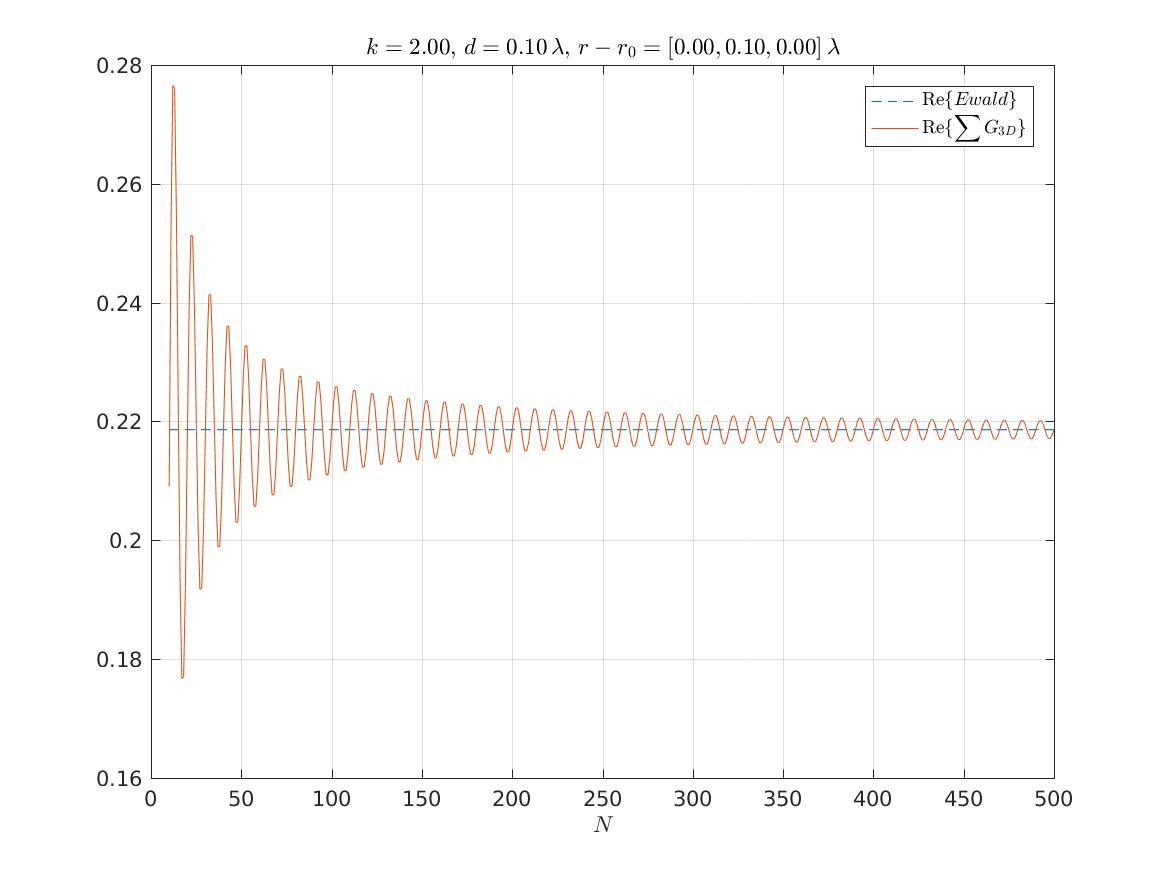 k = 2.00, d = 0.10 λ, r − r₀ = [0.00, 0.10, 0.00] λ
0.28
0.26
0.24
0.22
0.2
0.18
0.16
Re{Ewald}
Re{∑ G₃D}
0 50 100 150 200 250 300 350 400 450 500
N